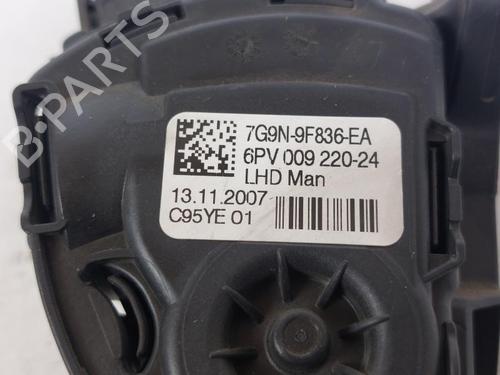 7G9N-9F836-EA
6PV 009 220-24
LHD Man
13.11.2007
C95YE 01
B-PARTS